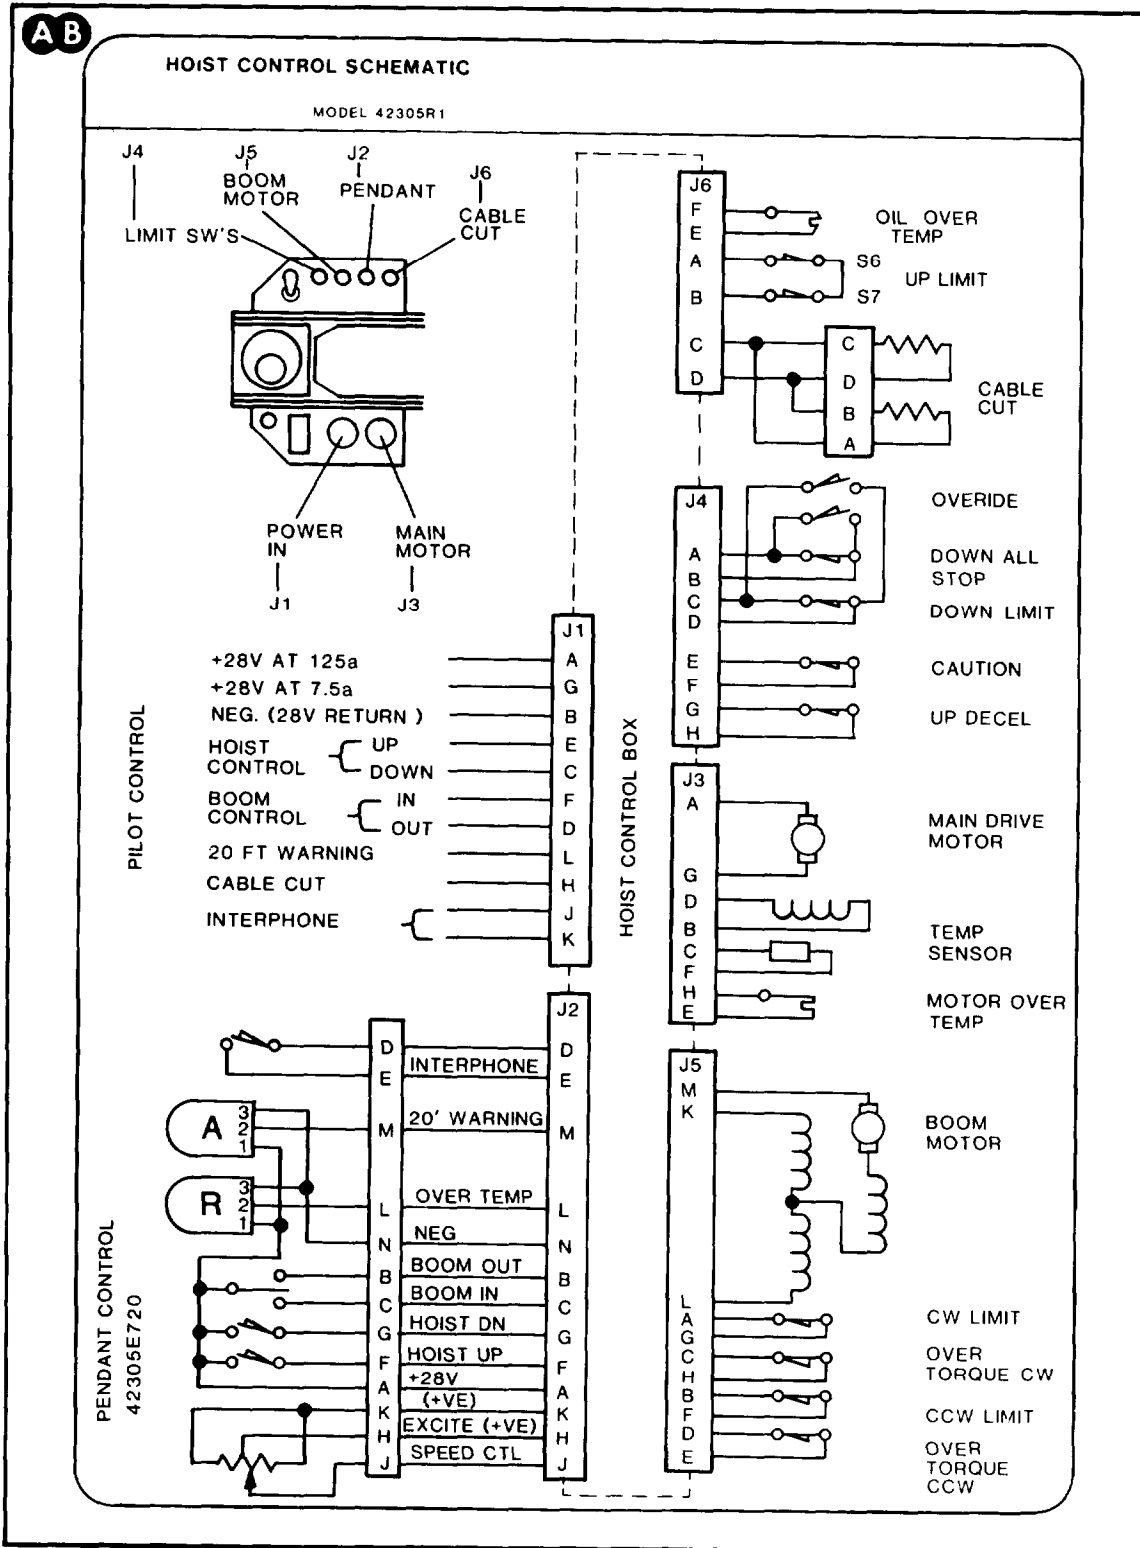 A B
HOIST CONTROL SCHEMATIC
MODEL 42305R1
J4
J5
BOOM
MOTOR
J2
PENDANT
J6
CABLE
CUT
LIMIT SW'S
POWER
IN
J1
MAIN
MOTOR
J3
PILOT CONTROL
+28V AT 125a
+28V AT 7.5a
NEG. (28V RETURN )
HOIST
CONTROL
UP
DOWN
BOOM
CONTROL
IN
OUT
20 FT WARNING
CABLE CUT
INTERPHONE
J1
A
G
B
E
C
F
D
L
H
J
K
HOIST CONTROL BOX
PENDANT CONTROL
42305E720
A
3
2
1
R
3
2
1
D
E
M
L
N
B
C
G
F
A
K
H
J
INTERPHONE
20' WARNING
OVER TEMP
NEG
BOOM OUT
BOOM IN
HOIST DN
HOIST UP
+28V
(+VE)
EXCITE (+VE)
SPEED CTL
J2
D
E
M
L
N
B
C
G
F
A
K
H
J
J6
F
E
A
B
C
D
OIL OVER
TEMP
S6
UP LIMIT
S7
C
D
B
A
CABLE
CUT
J4
A
B
C
D
E
F
G
H
OVERIDE
DOWN ALL
STOP
DOWN LIMIT
CAUTION
UP DECEL
J3
A
G
D
B
C
F
H
E
MAIN DRIVE
MOTOR
TEMP
SENSOR
MOTOR OVER
TEMP
J5
M
K
L
A
G
C
H
B
F
D
E
BOOM
MOTOR
CW LIMIT
OVER
TORQUE CW
CCW LIMIT
OVER
TORQUE
CCW